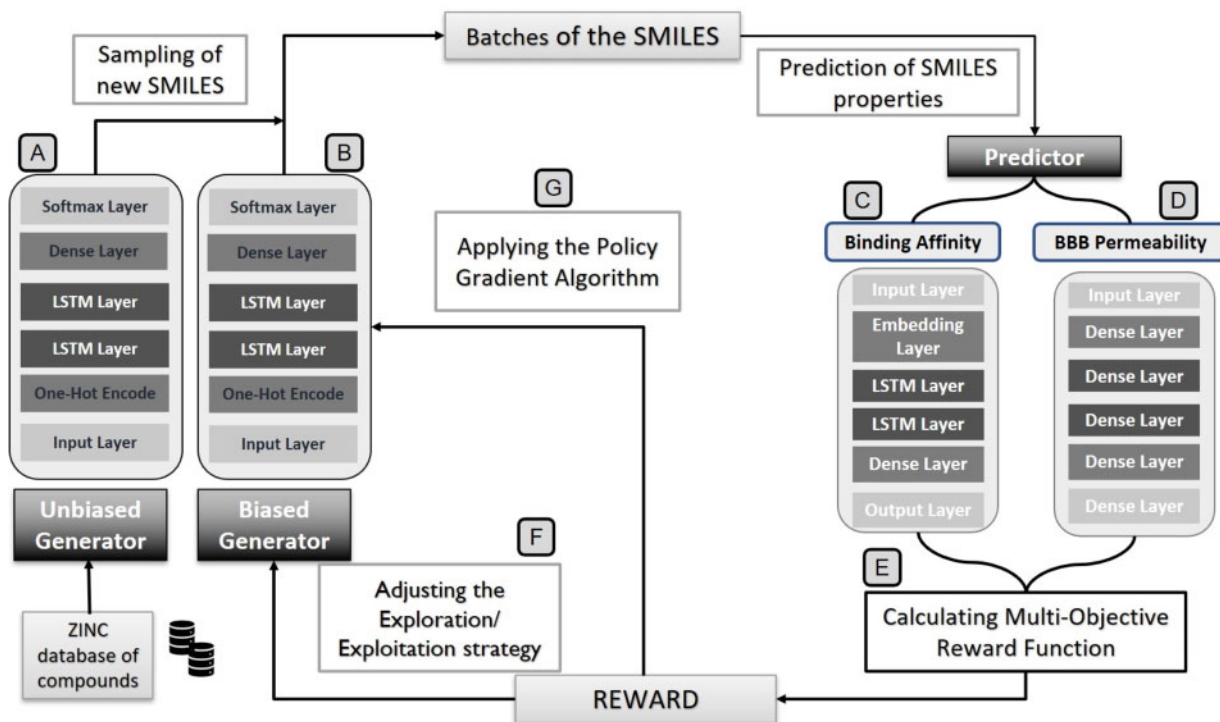 Batches of the SMILES
Sampling of
new SMILES
Prediction of SMILES
properties
A
B
Predictor
G
C
D
Softmax Layer
Dense Layer
LSTM Layer
LSTM Layer
One-Hot Encode
Input Layer
Softmax Layer
Dense Layer
LSTM Layer
LSTM Layer
One-Hot Encode
Input Layer
Applying the Policy
Gradient Algorithm
Binding Affinity
BBB Permeability
Input Layer
Embedding
Layer
LSTM Layer
LSTM Layer
Dense Layer
Output Layer
Input Layer
Dense Layer
Dense Layer
Dense Layer
Dense Layer
Dense Layer
Unbiased
Generator
Biased
Generator
F
E
Adjusting the
Exploration/
Exploitation strategy
Calculating Multi-Objective
Reward Function
ZINC
database of
compounds
REWARD